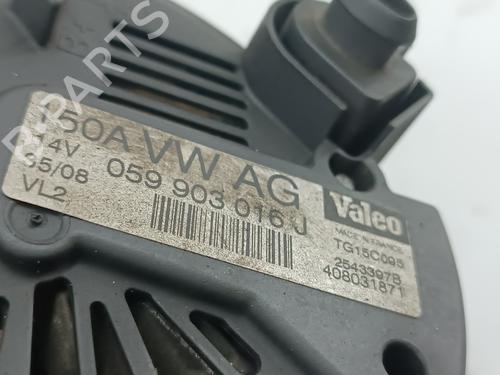 150A VW AG
14V
059 903 016 J
05/08
VL2
Valeo
MADE IN FRANCE
TG15C095
2543397B
408031871